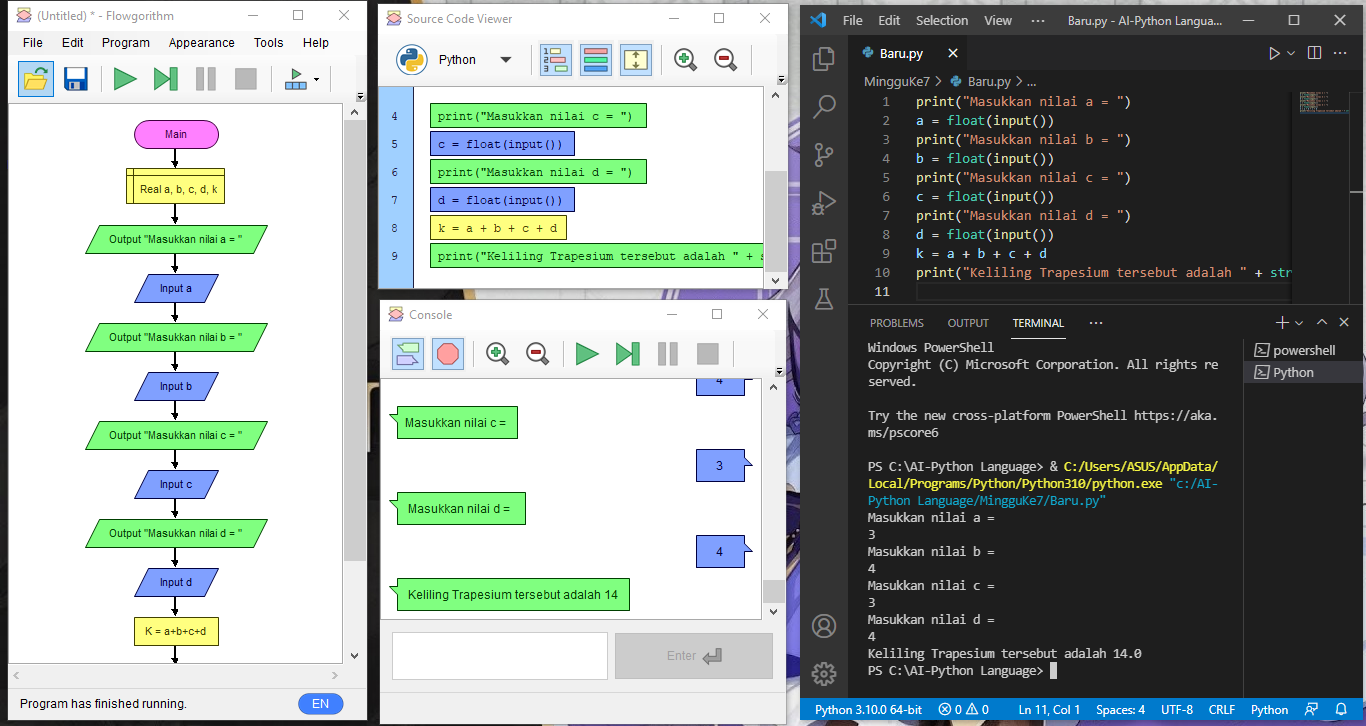 (Untitled) * - Flowgorithm
File Edit Program Appearance Tools Help
Main
Real a, b, c, d, k
Output "Masukkan nilai a = "
Input a
Output "Masukkan nilai b = "
Input b
Output "Masukkan nilai c = "
Input c
Output "Masukkan nilai d = "
Input d
K = a+b+c+d
Program has finished running.
EN
Source Code Viewer
Python
4 print("Masukkan nilai c = ")
5 c = float(input())
6 print("Masukkan nilai d = ")
7 d = float(input())
8 k = a + b + c + d
9 print("Keliling Trapesium tersebut adalah " + s
Console
4
Masukkan nilai c =
3
Masukkan nilai d =
4
Keliling Trapesium tersebut adalah 14
Enter
File Edit Selection View ··· Baru.py - AI-Python Langua...
Baru.py
MingguKe7 > Baru.py > ...
1 print("Masukkan nilai a = ")
2 a = float(input())
3 print("Masukkan nilai b = ")
4 b = float(input())
5 print("Masukkan nilai c = ")
6 c = float(input())
7 print("Masukkan nilai d = ")
8 d = float(input())
9 k = a + b + c + d
10 print("Keliling Trapesium tersebut adalah " + str
11
PROBLEMS OUTPUT TERMINAL ···
powershell
Python
Windows PowerShell
Copyright (C) Microsoft Corporation. All rights re
served.
Try the new cross-platform PowerShell https://aka.
ms/pscore6
PS C:\AI-Python Language> & C:/Users/ASUS/AppData/
Local/Programs/Python/Python310/python.exe "c:/AI-
Python Language/MingguKe7/Baru.py"
Masukkan nilai a =
3
Masukkan nilai b =
4
Masukkan nilai c =
3
Masukkan nilai d =
4
Keliling Trapesium tersebut adalah 14.0
PS C:\AI-Python Language>
Python 3.10.0 64-bit 0 0 Ln 11, Col 1 Spaces: 4 UTF-8 CRLF Python